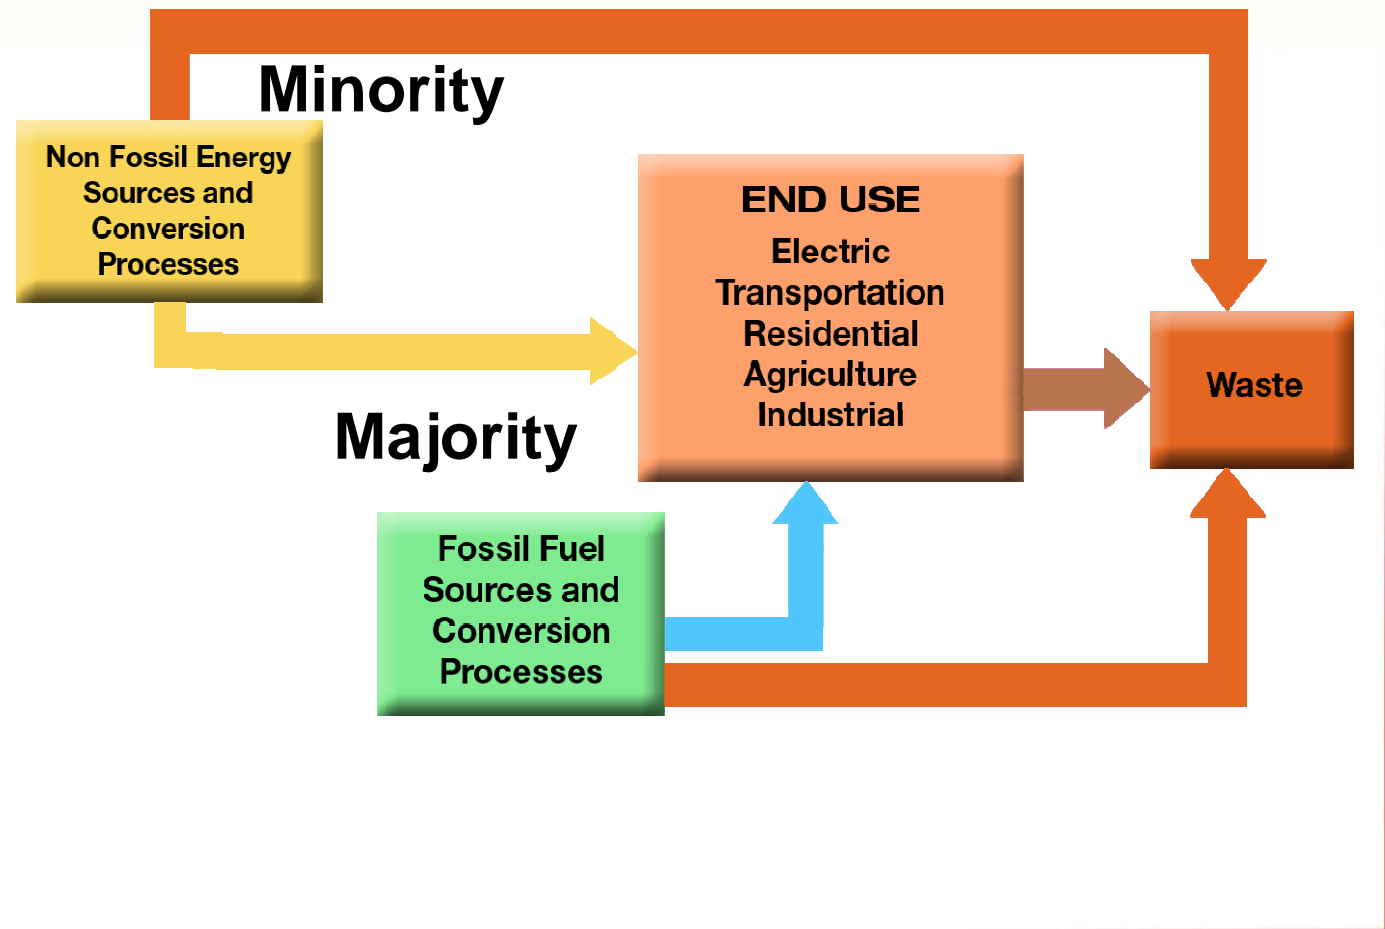 Minority
Non Fossil Energy
Sources and
Conversion
Processes
END USE
Electric
Transportation
Residential
Agriculture
Industrial
Waste
Majority
Fossil Fuel
Sources and
Conversion
Processes